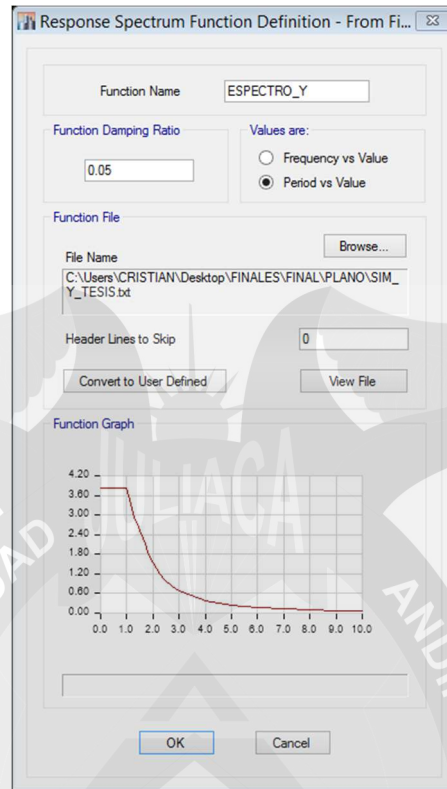 Response Spectrum Function Definition - From Fi...
Function Name
ESPECTRO_Y
Function Damping Ratio
0.05
Values are:
Frequency vs Value
Period vs Value
Function File
File Name
Browse...
C:\Users\CRISTIAN\Desktop\FINALES\FINAL\PLANO\SIM_
Y_TESIS.txt
Header Lines to Skip
0
Convert to User Defined
View File
Function Graph
4.20
3.60
3.00
2.40
1.80
1.20
0.60
0.00
0.0 1.0 2.0 3.0 4.0 5.0 6.0 7.0 8.0 9.0 10.0
OK
Cancel
JULIACA